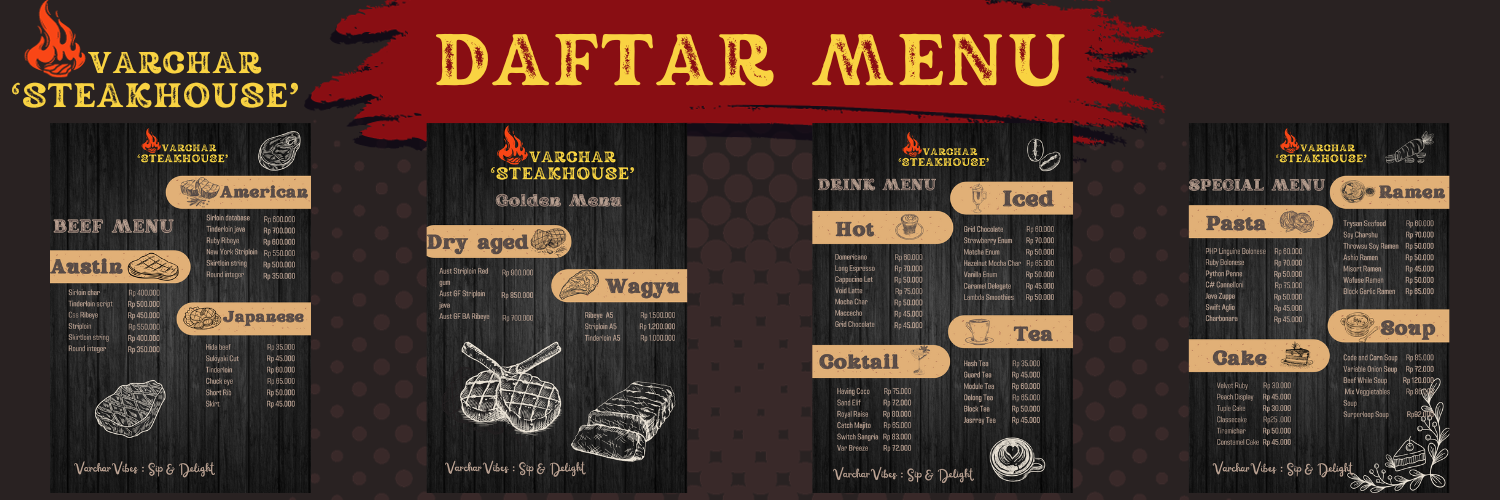 VARCHAR
'STEAKHOUSE'
DAFTAR MENU
VARCHAR
'STEAKHOUSE'
BEEF MENU
American
Sirloin database Rp 600.000
Tinderloin java Rp 700.000
Ruby Ribeye Rp 600.000
New York Striploin Rp 550.000
Skirtloin string Rp 500.000
Round integer Rp 350.000
Austin
Sirloin char Rp 400.000
Tinderloin script Rp 500.000
Css Ribeye Rp 450.000
Striploin Rp 550.000
Skirtloin string Rp 400.000
Round integer Rp 350.000
Japanese
Hida beef Rp 35.000
Sukiyaki Cut Rp 45.000
Tinderloin Rp 60.000
Chuck eye Rp 65.000
Short Rib Rp 50.000
Skirt Rp 45.000
Varchar Vibes : Sip & Delight
VARCHAR
'STEAKHOUSE'
Golden Menu
Dry aged
Aust Striploin Red Rp 800.000
gum
Aust GF Striploin Rp 850.000
java
Aust GF BA Ribeye Rp 700.000
Wagyu
Ribeye A5 Rp 1.500.000
Striploin A5 Rp 1.200.000
Tinderloin A5 Rp 1.000.000
Varchar Vibes : Sip & Delight
VARCHAR
'STEAKHOUSE'
DRINK MENU
Hot
Domericano Rp 60.000
Long Espresso Rp 70.000
Cappucino Let Rp 50.000
Void Latte Rp 75.000
Mocha Char Rp 50.000
Maccecho Rp 45.000
Grid Chocolate Rp 45.000
Iced
Grid Chocolate Rp 60.000
Strawberry Enum Rp 70.000
Matcha Enum Rp 50.000
Hazelnut Mocha Char Rp 65.000
Vanilla Enum Rp 50.000
Caramel Delegate Rp 45.000
Lambda Smoothies Rp 50.000
Coktail
Having Coco Rp 75.000
Sand Elif Rp 72.000
Royal Raise Rp 80.000
Catch Mojito Rp 65.000
Switch Sangria Rp 83.000
Var Breeze Rp 72.000
Tea
Hash Tea Rp 35.000
Guard Tea Rp 45.000
Module Tea Rp 60.000
Oolong Tea Rp 65.000
Block Tea Rp 50.000
Jasrray Tea Rp 45.000
Varchar Vibes : Sip & Delight
VARCHAR
'STEAKHOUSE'
SPECIAL MENU
Pasta
PHP Linguine Bolonese Rp 60.000
Ruby Bolonese Rp 70.000
Python Penne Rp 50.000
C# Cannelloni Rp 75.000
Java Zuppa Rp 50.000
Swift Aglio Rp 45.000
Charbonara Rp 45.000
Ramen
Tryson Seafood Rp 60.000
Soy Charshu Rp 70.000
Throwsu Soy Ramen Rp 50.000
Ashio Ramen Rp 50.000
Misort Ramen Rp 45.000
Wafuse Ramen Rp 50.000
Block Garlic Ramen Rp 65.000
Cake
Velvet Ruby Rp 30.000
Peach Display Rp 45.000
Tuple Cake Rp 30.000
Classecake Rp25 .000
Tiramichar Rp 50.000
Constamel Cake Rp 45.000
Soup
Code and Corn Soup Rp 85.000
Variable Onion Soup Rp 72.000
Beef While Soup Rp 120.000
Mix Veggietables
Soup
Surperloop Soup
Varchar Vibes : Sip & Delight